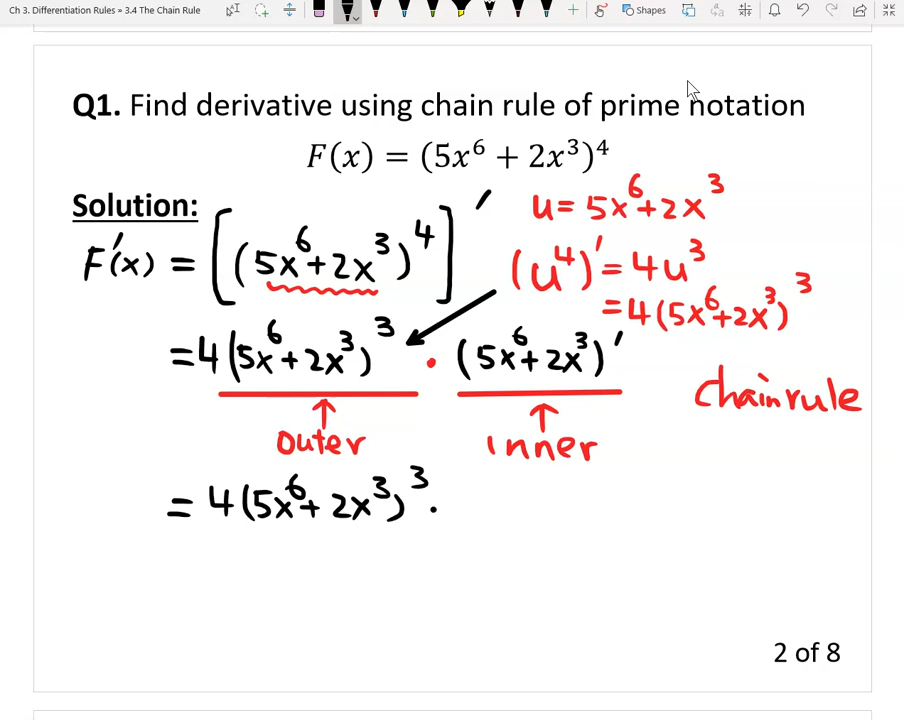 Ch 3. Differentiation Rules » 3.4 The Chain Rule
Shapes
Q1. Find derivative using chain rule of prime notation
F(x) = (5x⁶ + 2x³)⁴
Solution:
u = 5x⁶+2x³
F'(x) = [(5x⁶+2x³)⁴]'
(u⁴)' = 4u³
= 4(5x⁶+2x³)³
= 4(5x⁶+2x³)³ · (5x⁶+2x³)'
chain rule
outer
inner
= 4(5x⁶+2x³)³ ·
2 of 8